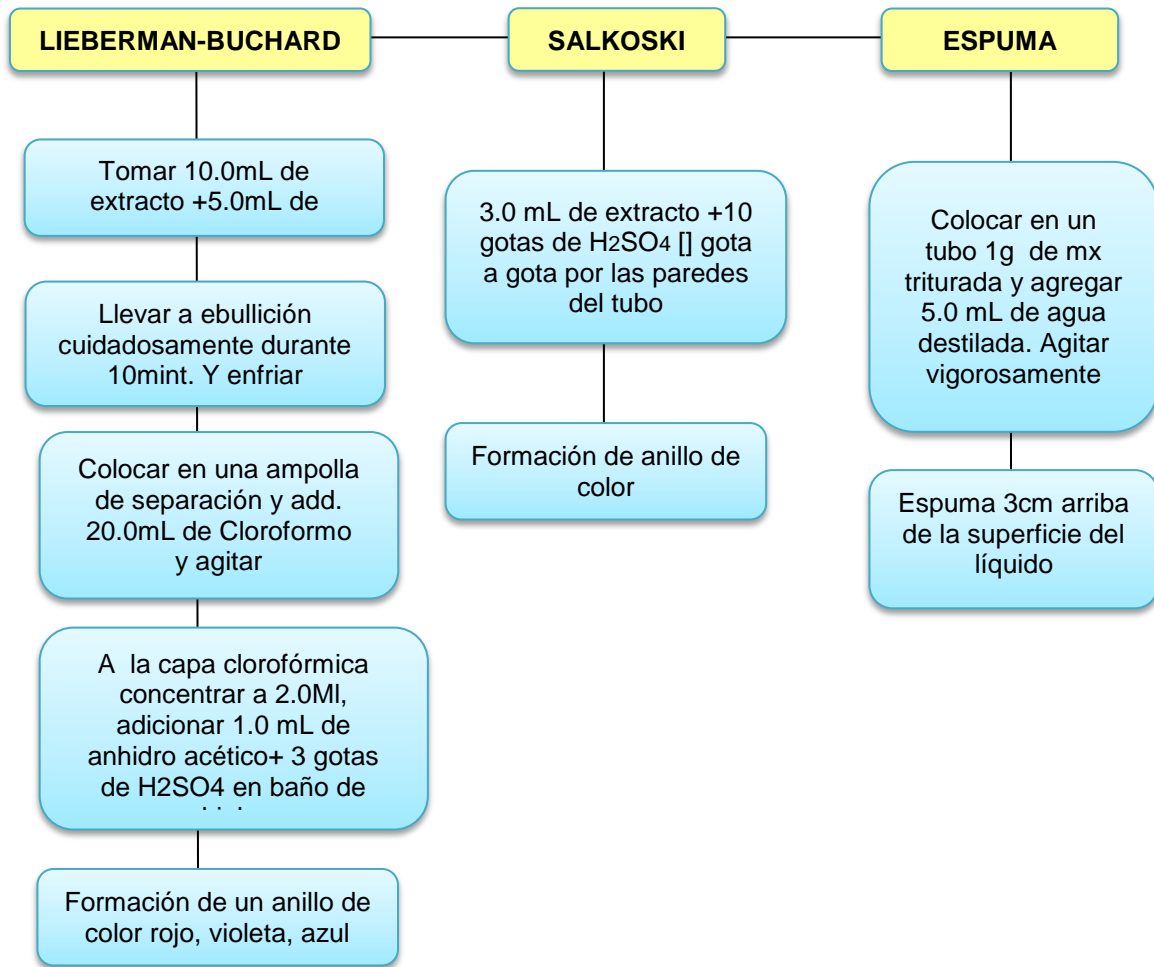 LIEBERMAN-BUCHARD
SALKOSKI
ESPUMA
Tomar 10.0mL de
extracto +5.0mL de
Llevar a ebullición
cuidadosamente durante
10mint. Y enfriar
Colocar en una ampolla
de separación y add.
20.0mL de Cloroformo
y agitar
A  la capa clorofórmica
concentrar a 2.0Ml,
adicionar 1.0 mL de
anhidro acético+ 3 gotas
de H2SO4 en baño de
Formación de un anillo de
color rojo, violeta, azul
3.0 mL de extracto +10
gotas de H2SO4 [] gota
a gota por las paredes
del tubo
Formación de anillo de
color
Colocar en un
tubo 1g  de mx
triturada y agregar
5.0 mL de agua
destilada. Agitar
vigorosamente
Espuma 3cm arriba
de la superficie del
líquido